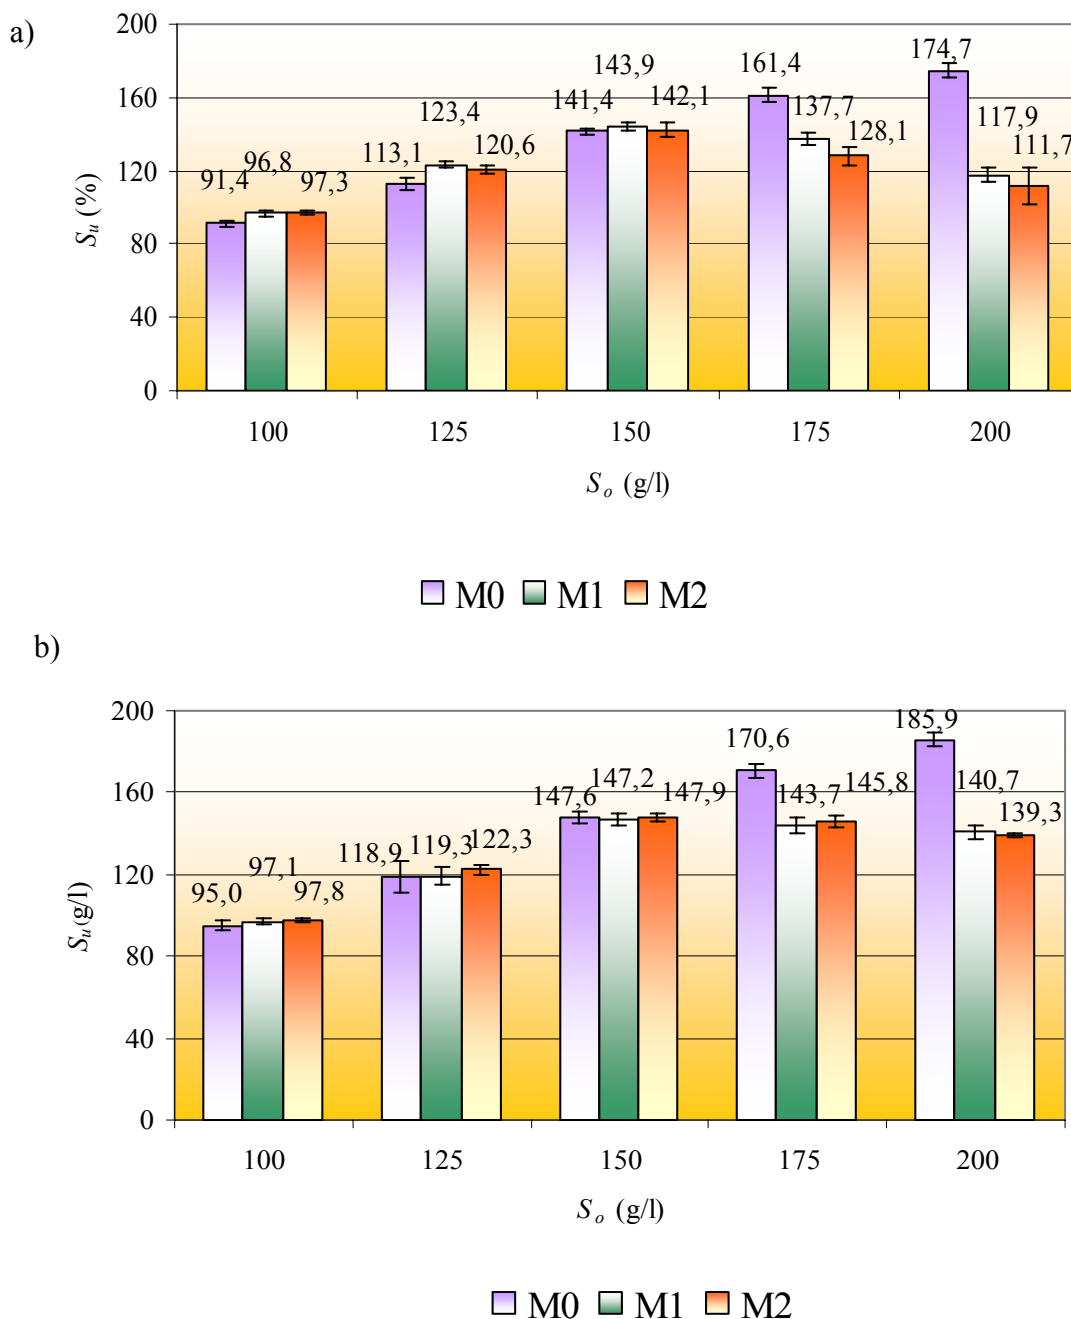 a)
200
160
120
80
40
0
S_u (%)
91,4 96,8 97,3
113,1 123,4 120,6
141,4 143,9 142,1
161,4 137,7 128,1
174,7 117,9 111,7
100 125 150 175 200
S_o (g/l)
M0 M1 M2
b)
200
160
120
80
40
0
S_u (g/l)
95,0 97,1 97,8
118,9 119,3 122,3
147,6 147,2 147,9
170,6 143,7 145,8
185,9 140,7 139,3
100 125 150 175 200
S_o (g/l)
M0 M1 M2